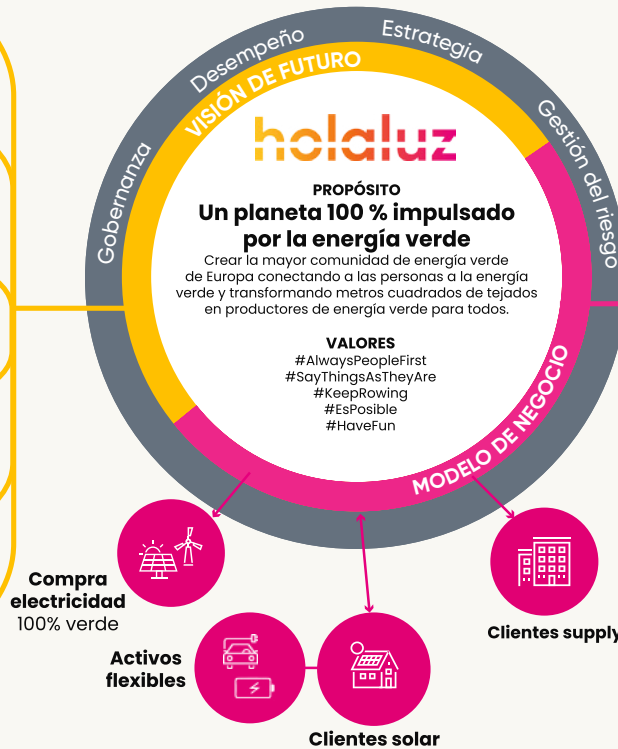 Gobernanza
Desempeño
Estrategia
Gestión del riesgo
VISIÓN DE FUTURO
holaluz
PROPÓSITO
Un planeta 100 % impulsado
por la energía verde
Crear la mayor comunidad de energía verde
de Europa conectando a las personas a la energía
verde y transformando metros cuadrados de tejados
en productores de energía verde para todos.
VALORES
#AlwaysPeopleFirst
#SayThingsAsTheyAre
#KeepRowing
#EsPosible
#HaveFun
MODELO DE NEGOCIO
Compra
electricidad
100% verde
Clientes supply
Activos
flexibles
Clientes solar